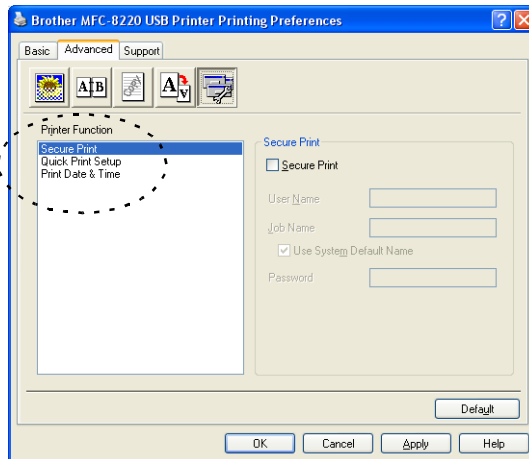 Brother MFC-8220 USB Printer Printing Preferences
Basic Advanced Support
A B
Copy
A A
Printer Function
Secure Print
Quick Print Setup
Print Date & Time
Secure Print
Secure Print
User Name
Job Name
Use System Default Name
Password
Default
OK Cancel Apply Help